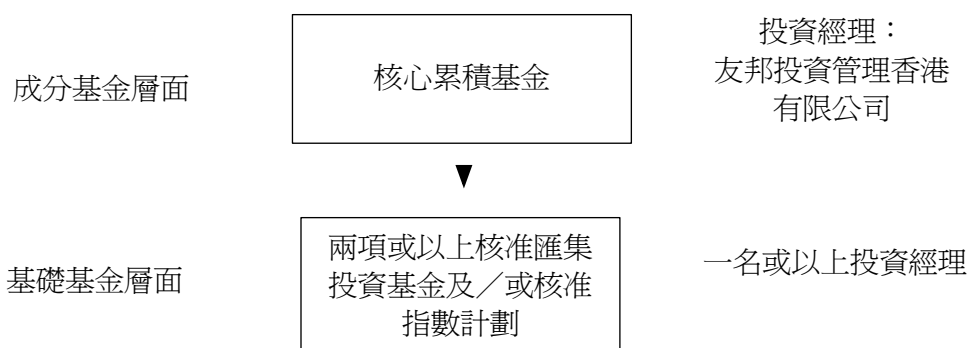 投資經理：
友邦投資管理香港
有限公司
成分基金層面
核心累積基金
基礎基金層面
兩項或以上核准匯集
投資基金及／或核准
指數計劃
一名或以上投資經理